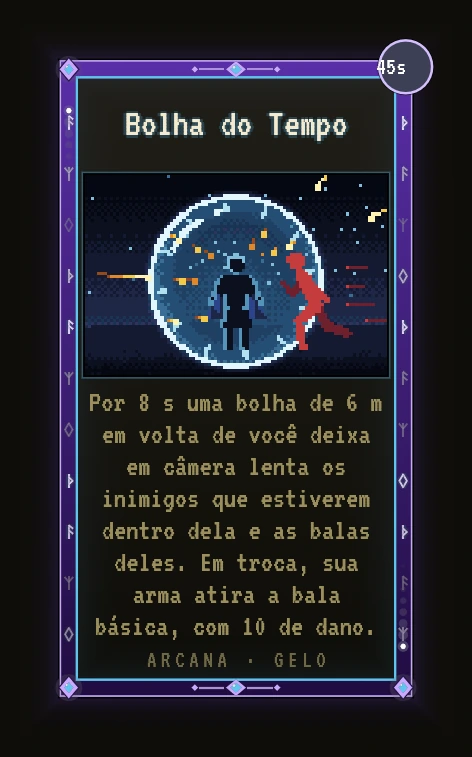 45s
Bolha do Tempo
Por 8 s uma bolha de 6 m
em volta de você deixa
em câmera lenta os
inimigos que estiverem
dentro dela e as balas
deles. Em troca, sua
arma atira a bala
básica, com 10 de dano.
ARCANA · GELO